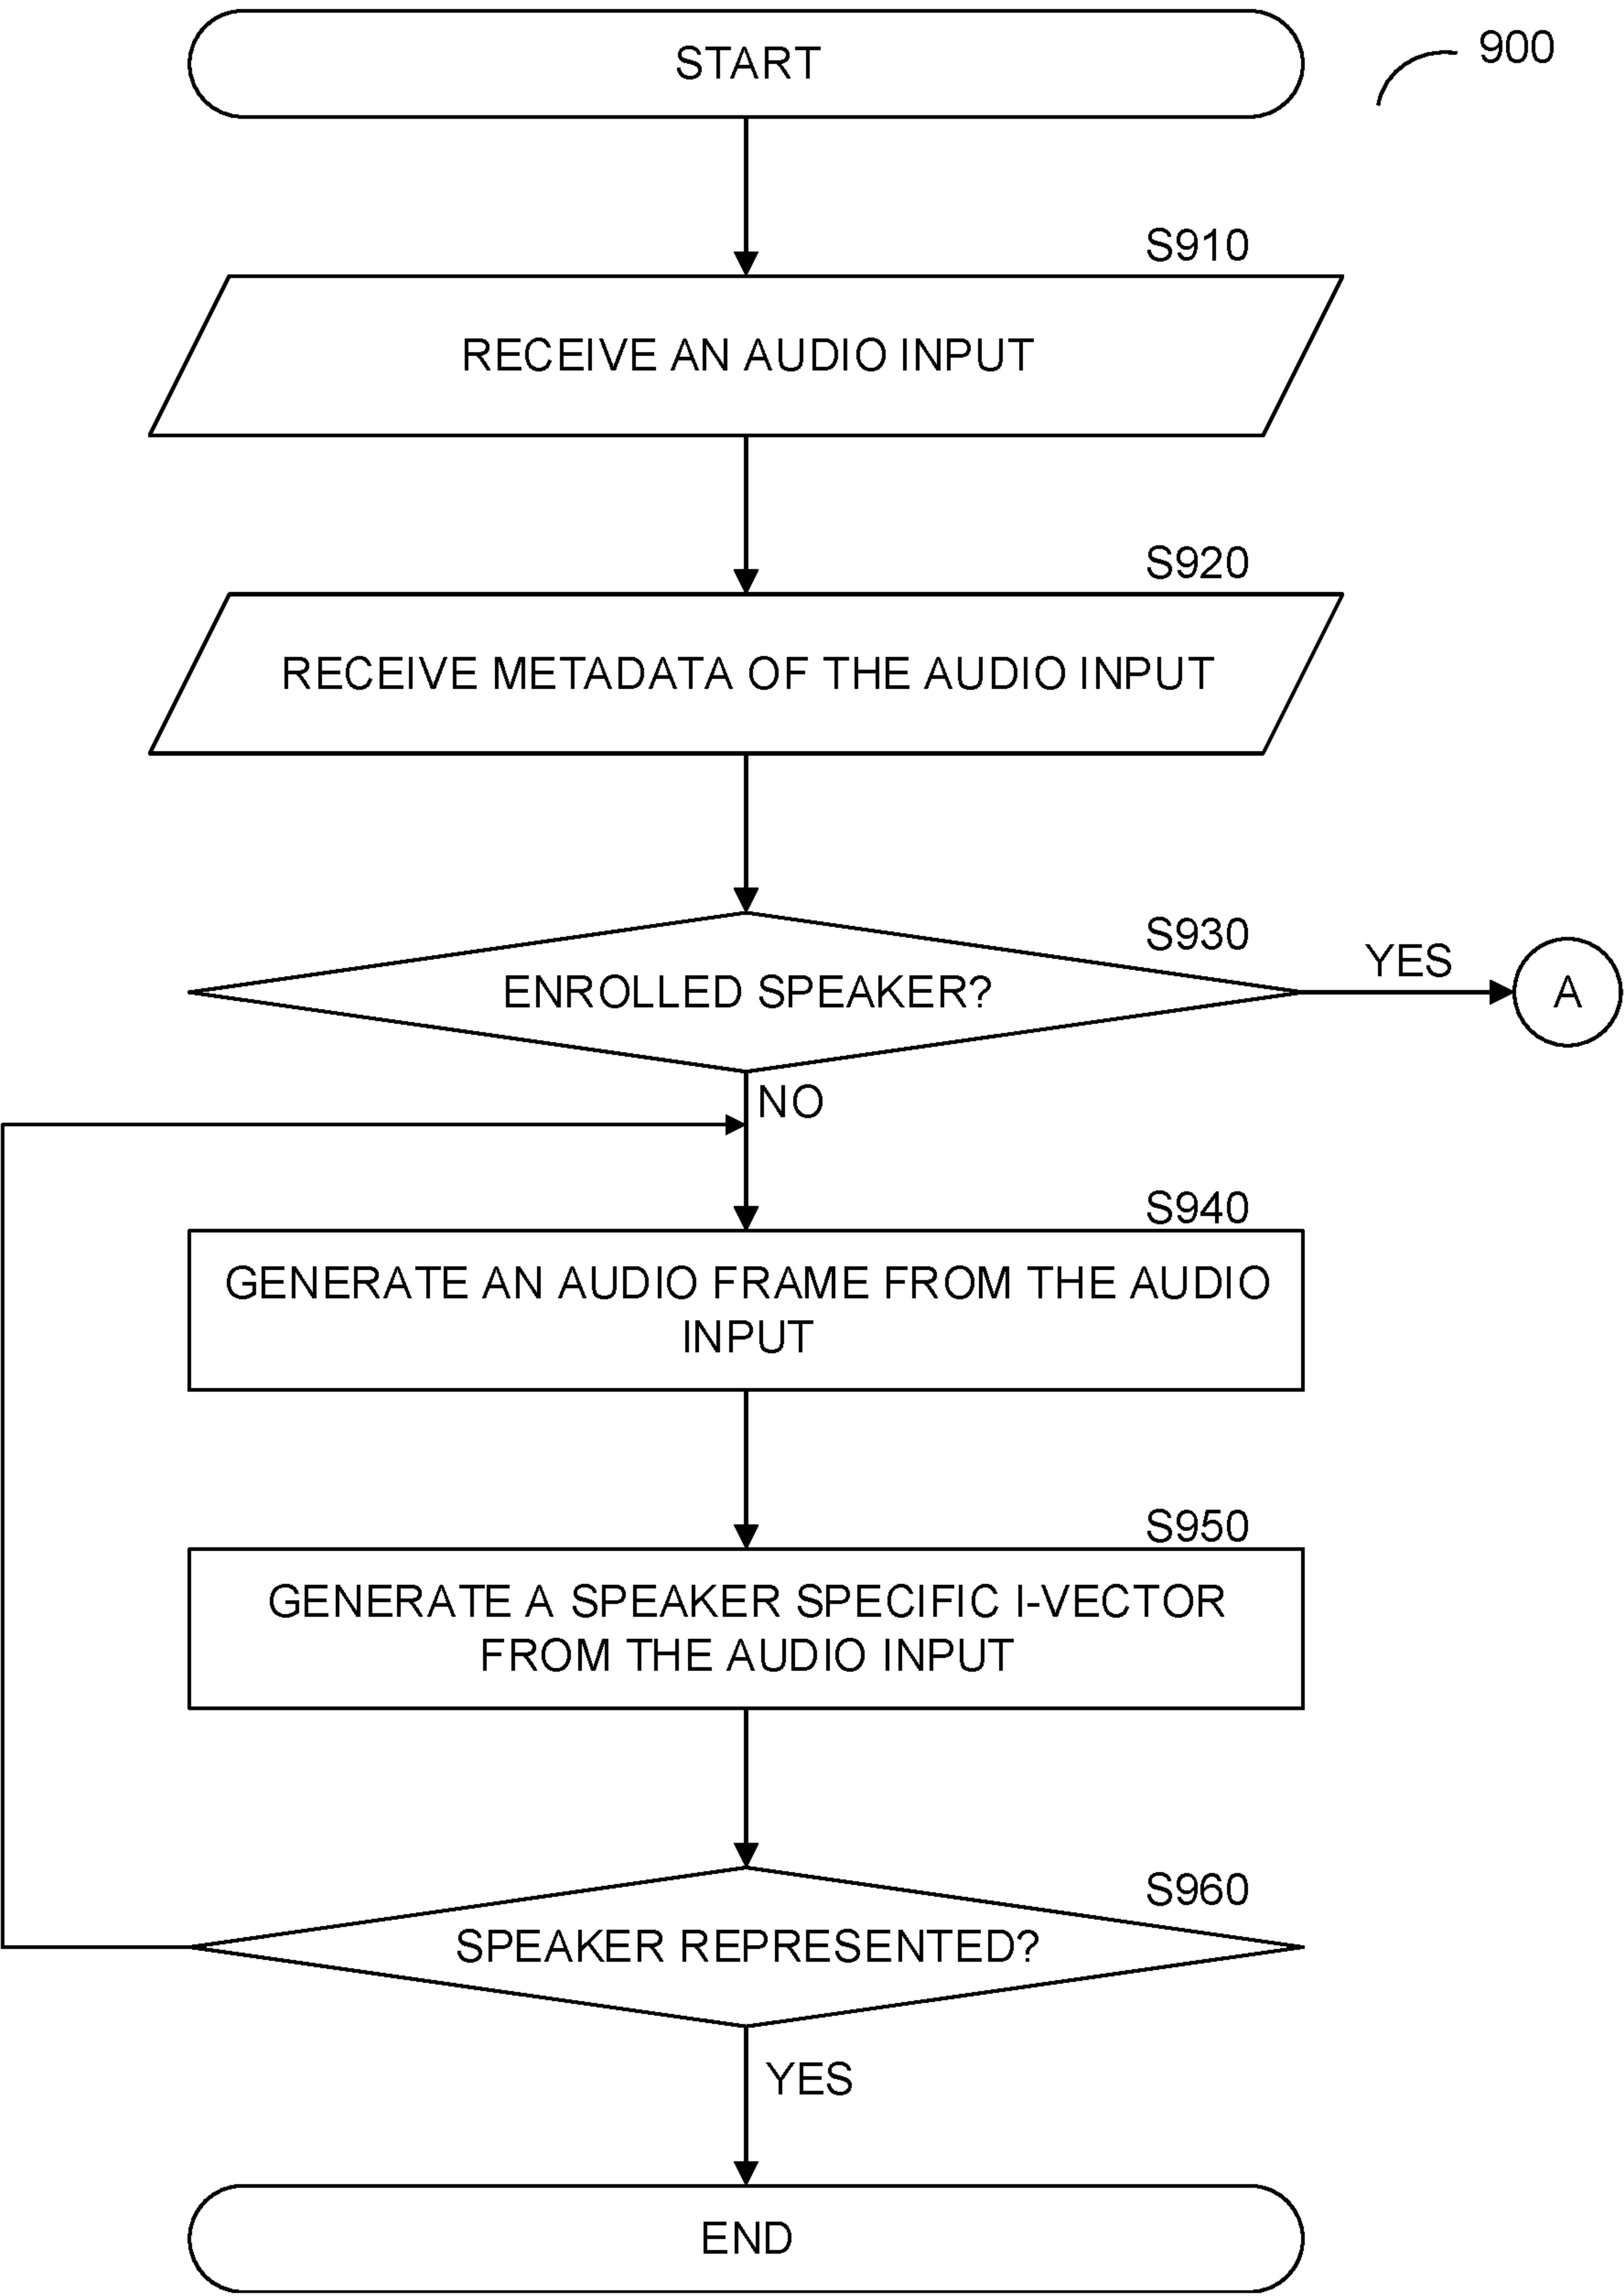 START
900
S910
RECEIVE AN AUDIO INPUT
S920
RECEIVE METADATA OF THE AUDIO INPUT
S930
ENROLLED SPEAKER?
YES
A
NO
S940
GENERATE AN AUDIO FRAME FROM THE AUDIO
INPUT
S950
GENERATE A SPEAKER SPECIFIC I-VECTOR
FROM THE AUDIO INPUT
S960
SPEAKER REPRESENTED?
YES
END